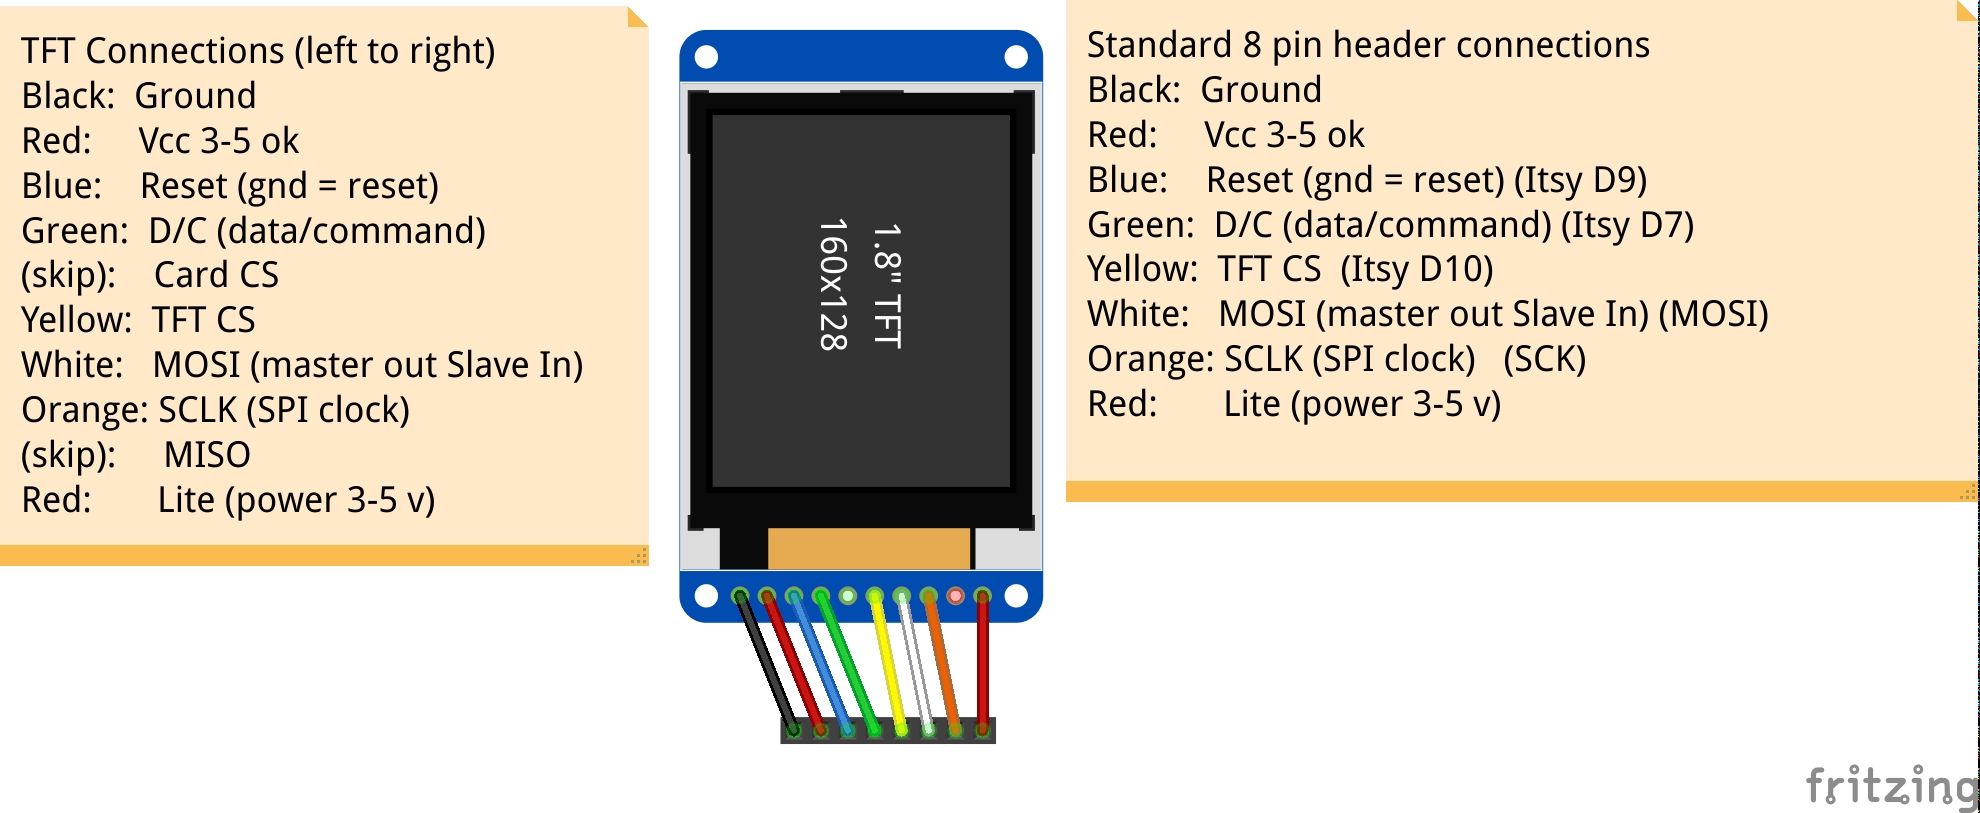 TFT Connections (left to right)
Black: Ground
Red: Vcc 3-5 ok
Blue: Reset (gnd = reset)
Green: D/C (data/command)
(skip): Card CS
Yellow: TFT CS
White: MOSI (master out Slave In)
Orange: SCLK (SPI clock)
(skip): MISO
Red: Lite (power 3-5 v)
1.8" TFT
160x128
Standard 8 pin header connections
Black: Ground
Red: Vcc 3-5 ok
Blue: Reset (gnd = reset) (Itsy D9)
Green: D/C (data/command) (Itsy D7)
Yellow: TFT CS (Itsy D10)
White: MOSI (master out Slave In) (MOSI)
Orange: SCLK (SPI clock) (SCK)
Red: Lite (power 3-5 v)
fritzing